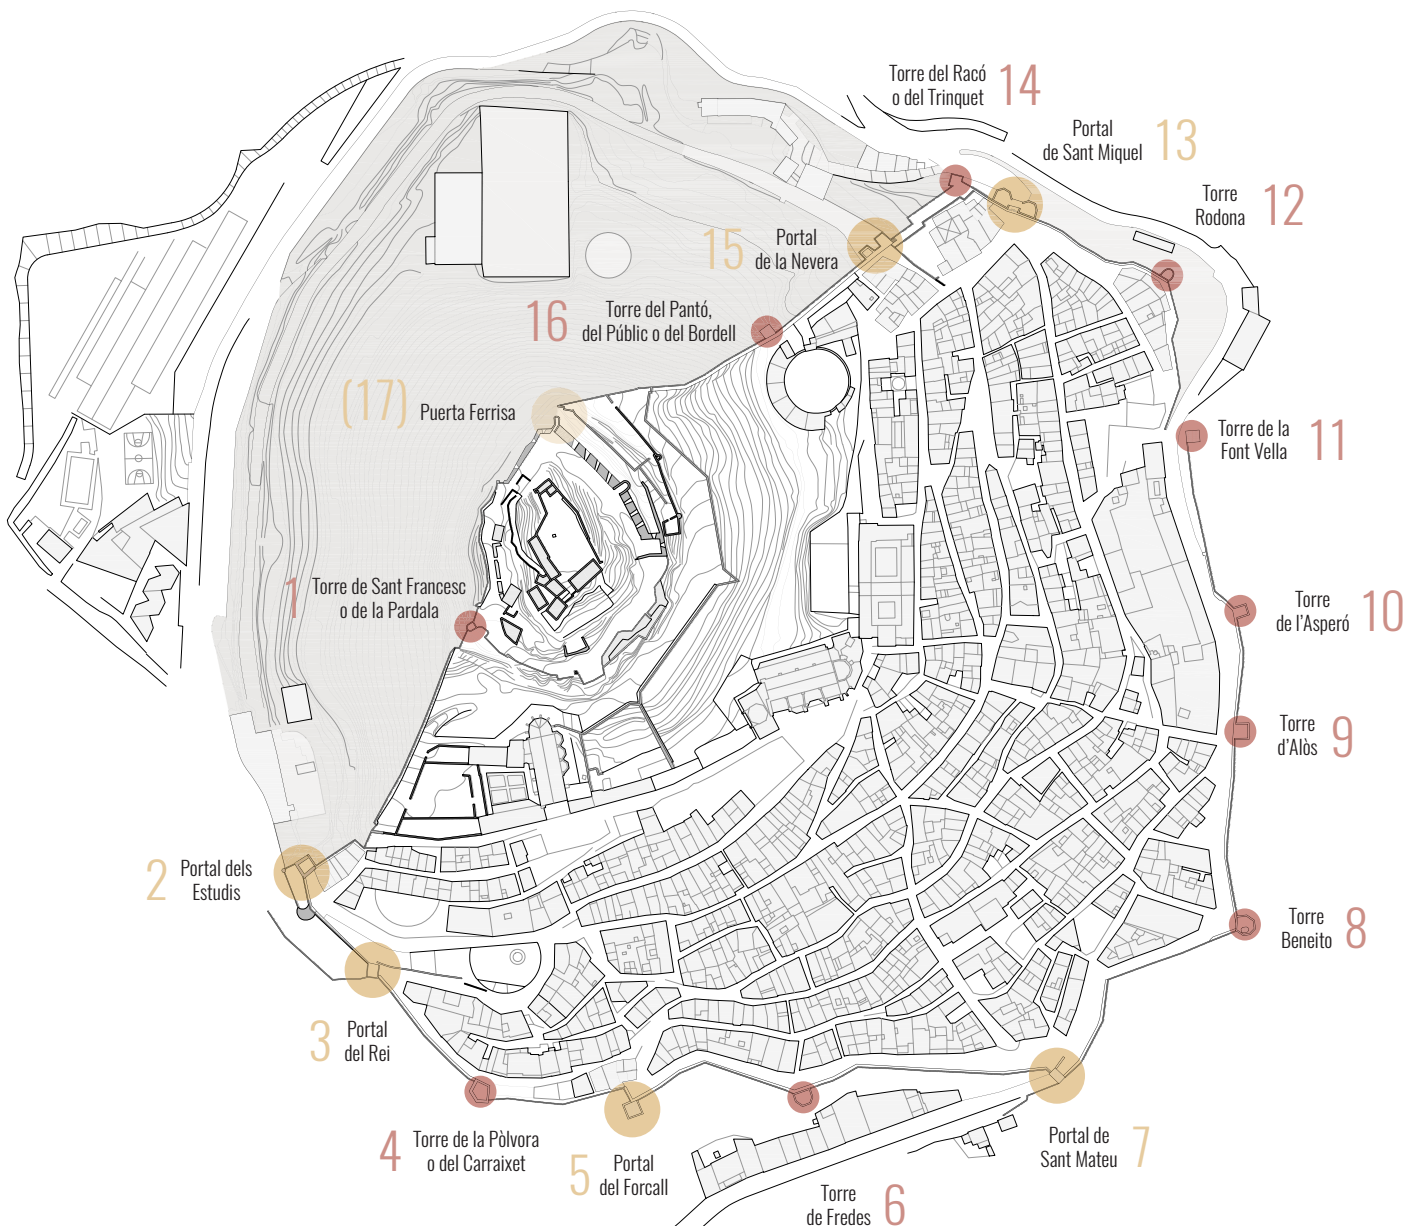 Torre del Racó
o del Trinquet
14
Portal
de Sant Miquel
13
Torre
Rodona
12
15
Portal
de la Nevera
16
Torre del Pantó,
del Públic o del Bordell
(17)
Puerta Ferrisa
Torre de la
Font Vella
11
1
Torre de Sant Francesc
o de la Pardala
Torre
de l'Asperó
10
Torre
d'Alòs
9
2
Portal dels
Estudis
Torre
Beneito
8
3
Portal
del Rei
4
Torre de la Pòlvora
o del Carraixet
5
Portal
del Forcall
Portal de
Sant Mateu
7
Torre
de Fredes
6